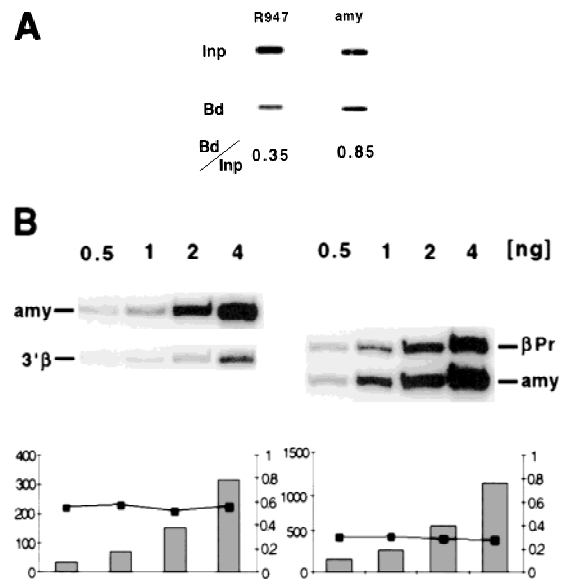 A
R947 amy
Inp
Bd
Bd/Inp 0.35 0.85
B
0.5 1 2 4 0.5 1 2 4 [ng]
amy
3'β
βPr
amy
400 1 1500 1
300 0.8 0.8
1000
200 0.6 0.6
0.4 500 0.4
100 0.2 0.2
0 0 0 0